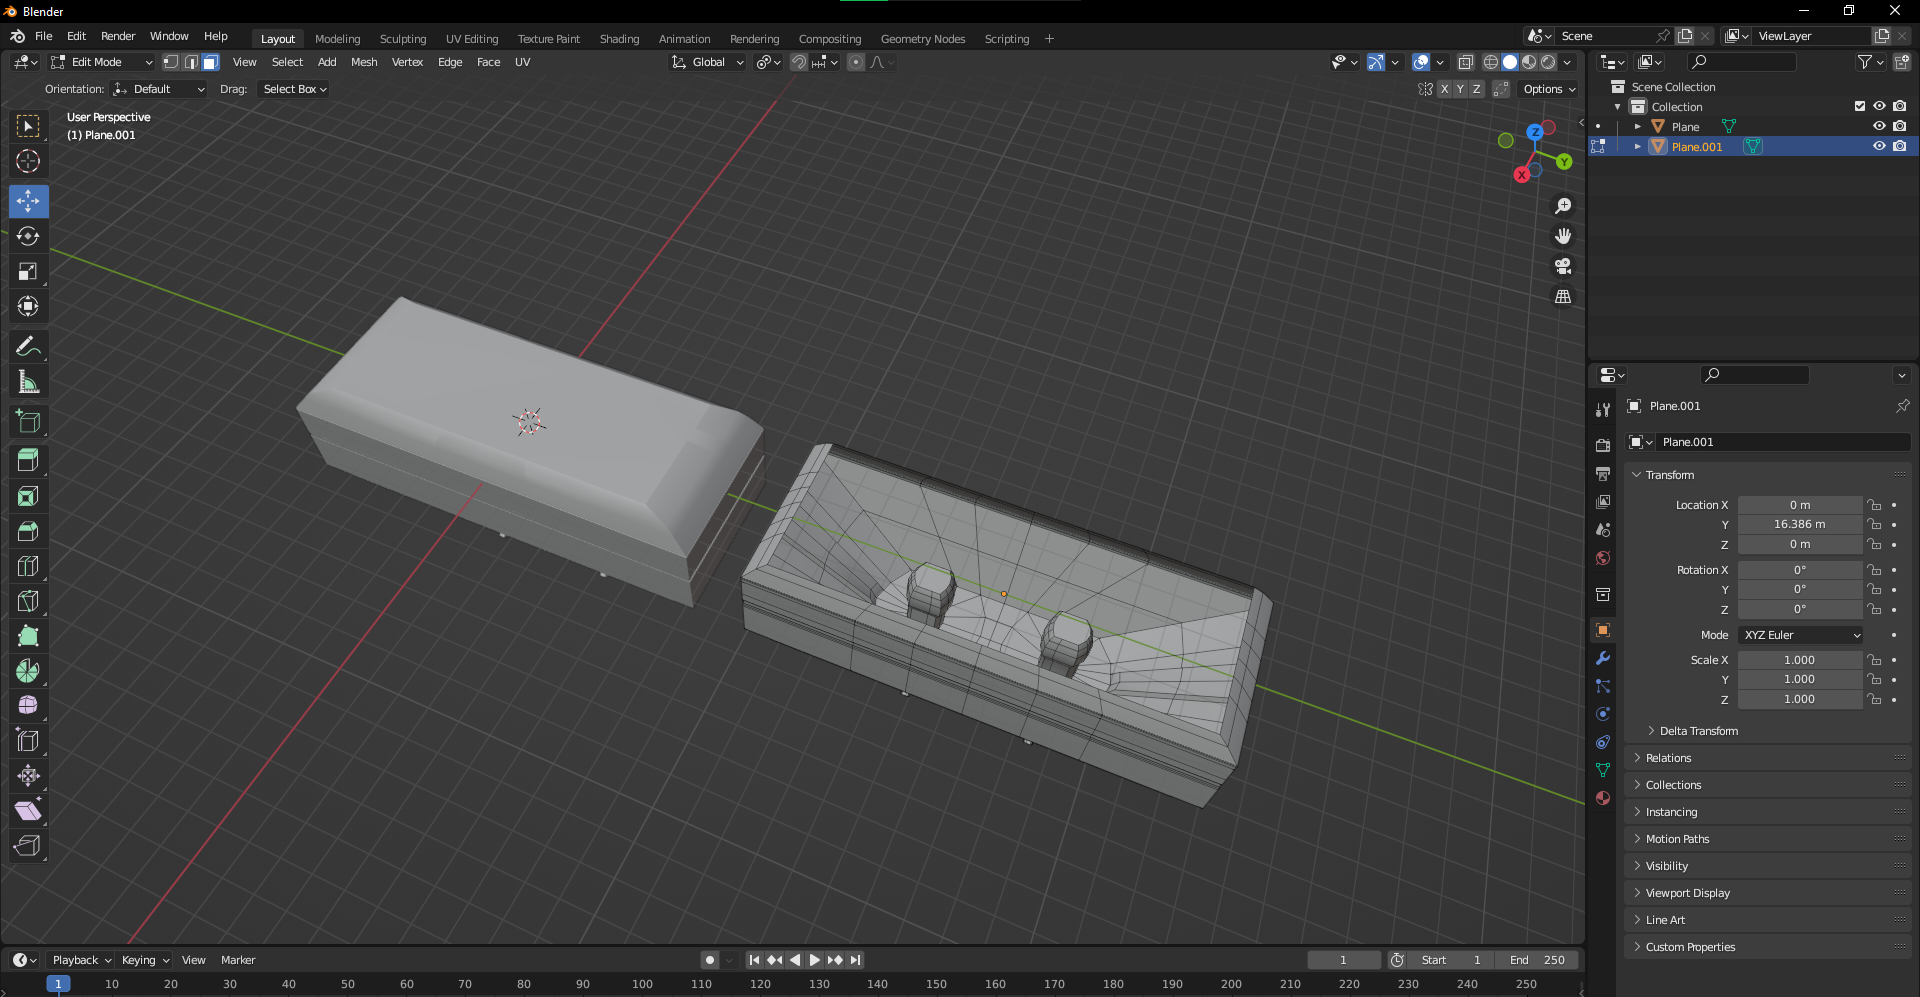 Blender
File Edit Render Window Help Layout Modeling Sculpting UV Editing Texture Paint Shading Animation Rendering Compositing Geometry Nodes Scripting + Scene ViewLayer
Edit Mode View Select Add Mesh Vertex Edge Face UV Global
Orientation: Default Drag: Select Box X Y Z Options
User Perspective
(1) Plane.001
Z
Y
X
Scene Collection
Collection
Plane
Plane.001
Plane.001
Plane.001
Transform
Location X 0 m
Y 16.386 m
Z 0 m
Rotation X 0°
Y 0°
Z 0°
Mode XYZ Euler
Scale X 1.000
Y 1.000
Z 1.000
Delta Transform
Relations
Collections
Instancing
Motion Paths
Visibility
Viewport Display
Line Art
Custom Properties
Playback Keying View Marker 1 Start 1 End 250
1 10 20 30 40 50 60 70 80 90 100 110 120 130 140 150 160 170 180 190 200 210 220 230 240 250